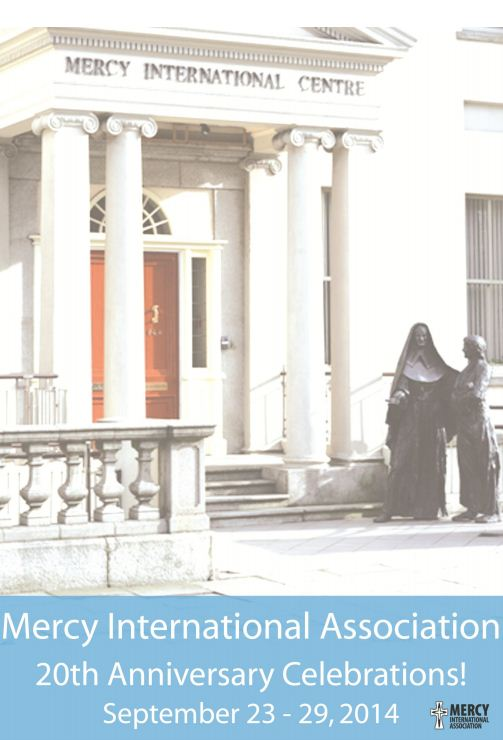 MERCY INTERNATIONAL CENTRE
Mercy International Association
20th Anniversary Celebrations!
September 23 - 29, 2014
MERCY
INTERNATIONAL
ASSOCIATION